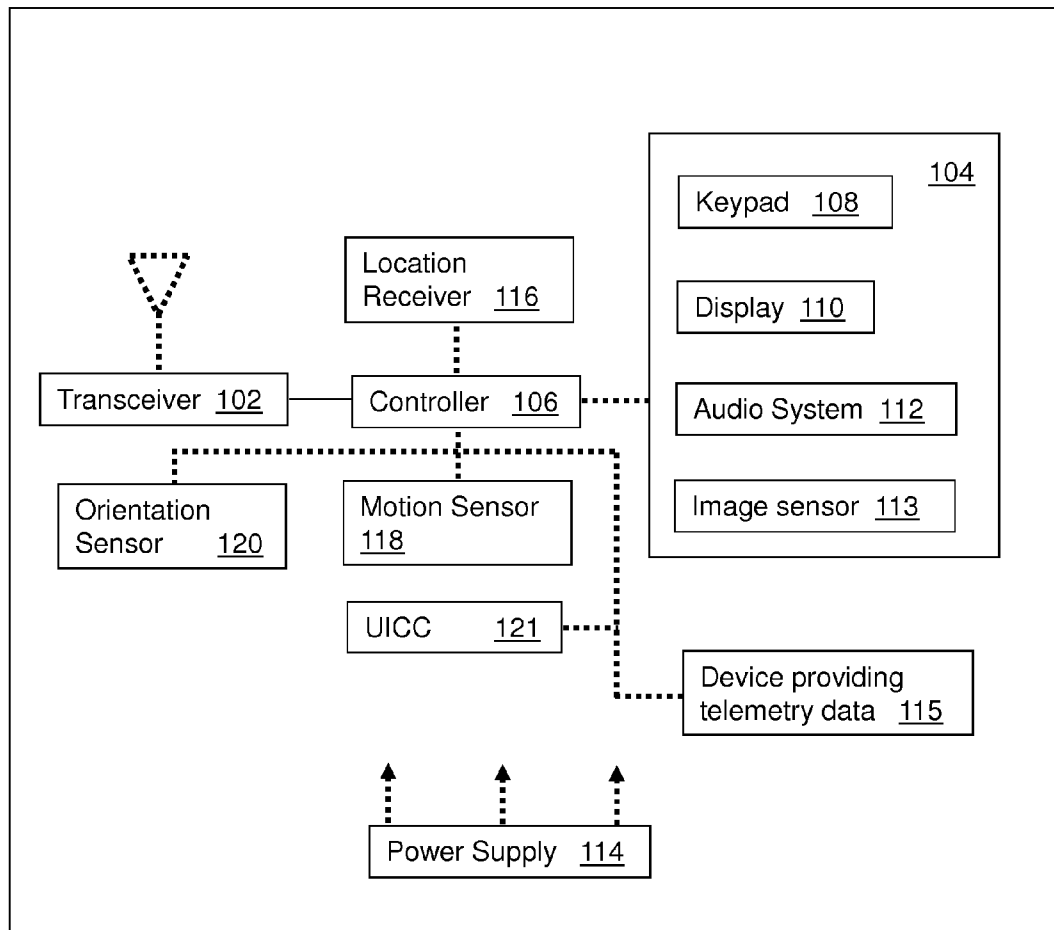 104
Keypad 108
Location
Receiver 116
Display 110
Transceiver 102
Controller 106
Audio System 112
Orientation
Sensor 120
Motion Sensor
118
Image sensor 113
UICC 121
Device providing
telemetry data 115
Power Supply 114